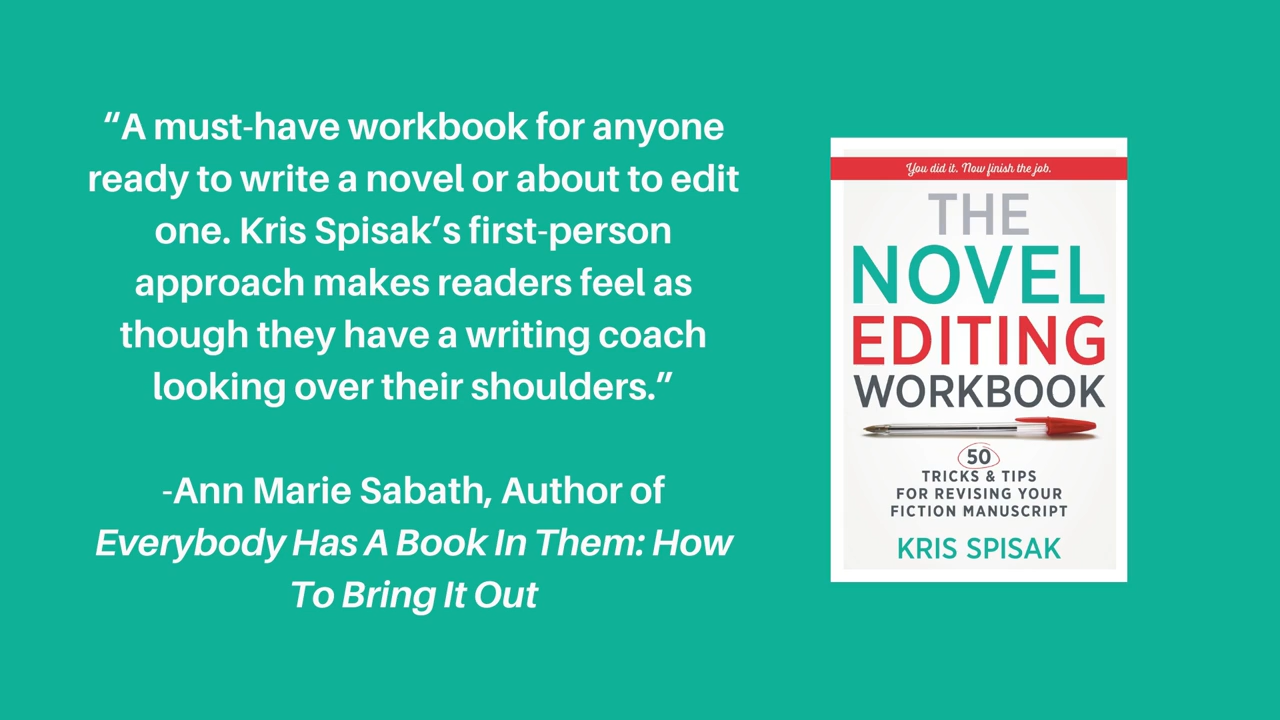 “A must-have workbook for anyone
ready to write a novel or about to edit
one. Kris Spisak’s first-person
approach makes readers feel as
though they have a writing coach
looking over their shoulders.”
-Ann Marie Sabath, Author of
Everybody Has A Book In Them: How
To Bring It Out
You did it. Now finish the job.
THE
NOVEL
EDITING
WORKBOOK
50
TRICKS & TIPS
FOR REVISING YOUR
FICTION MANUSCRIPT
KRIS SPISAK